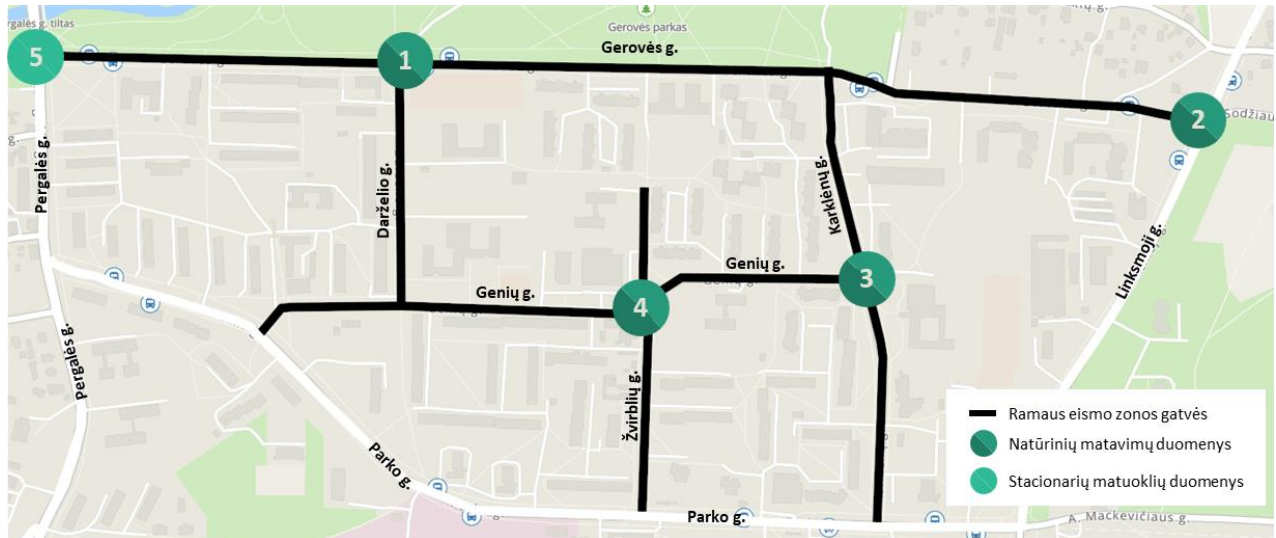 Pergalės g. tiltas
Gerovės parkas
5
1
Gerovės g.
2
Sodžiau
Pergalės g.
Darželio g.
Karklėnų g.
Linksmoji g.
Genių g.
3
Genių g.
4
Pergalės g.
Žvirblių g.
Parko g.
Parko g.
A. Mackevičiaus g.
Ramaus eismo zonos gatvės
Natūrinių matavimų duomenys
Stacionarių matuoklių duomenys